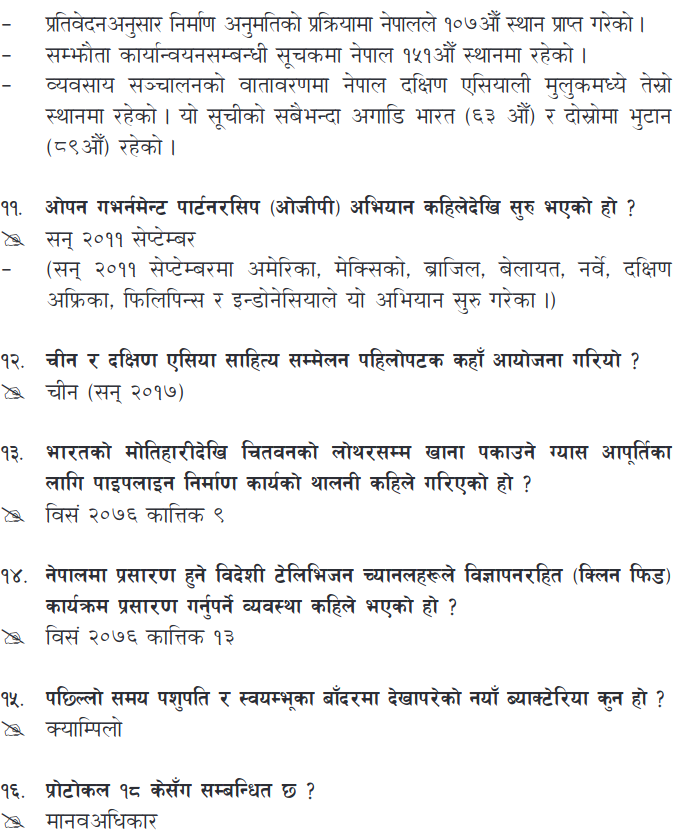 – प्रतिवेदनअनुसार निर्माण अनुमतिको प्रक्रियामा नेपालले १०७औँ स्थान प्राप्त गरेको ।
– सम्झौता कार्यान्वयनसम्बन्धी सूचकमा नेपाल १५१औँ स्थानमा रहेको ।
– व्यवसाय सञ्चालनको वातावरणमा नेपाल दक्षिण एसियाली मुलुकमध्ये तेस्रो
स्थानमा रहेको । यो सूचीको सबैभन्दा अगाडि भारत (६३ औँ) र दोस्रोमा भुटान
(८९औँ) रहेको ।
११. ओपन गभर्नमेन्ट पार्टनरसिप (ओजीपी) अभियान कहिलेदेखि सुरु भएको हो ?
सन् २०११ सेप्टेम्बर
– (सन् २०११ सेप्टेम्बरमा अमेरिका, मेक्सिको, ब्राजिल, बेलायत, नर्वे, दक्षिण
अफ्रिका, फिलिपिन्स र इन्डोनेसियाले यो अभियान सुरु गरेका ।)
१२. चीन र दक्षिण एसिया साहित्य सम्मेलन पहिलोपटक कहाँ आयोजना गरियो ?
चीन (सन् २०१७)
१३. भारतको मोतिहारीदेखि चितवनको लोथरसम्म खाना पकाउने ग्यास आपूर्तिका
लागि पाइपलाइन निर्माण कार्यको थालनी कहिले गरिएको हो ?
विसं २०७६ कात्तिक ९
१४. नेपालमा प्रसारण हुने विदेशी टेलिभिजन च्यानलहरूले विज्ञापनरहित (क्लिन फिड)
कार्यक्रम प्रसारण गर्नुपर्ने व्यवस्था कहिले भएको हो ?
विसं २०७६ कात्तिक १३
१५. पछिल्लो समय पशुपति र स्वयम्भूका बाँदरमा देखापरेको नयाँ ब्याक्टेरिया कुन हो ?
क्याम्पिलो
१६. प्रोटोकल १८ केसँग सम्बन्धित छ ?
मानवअधिकार